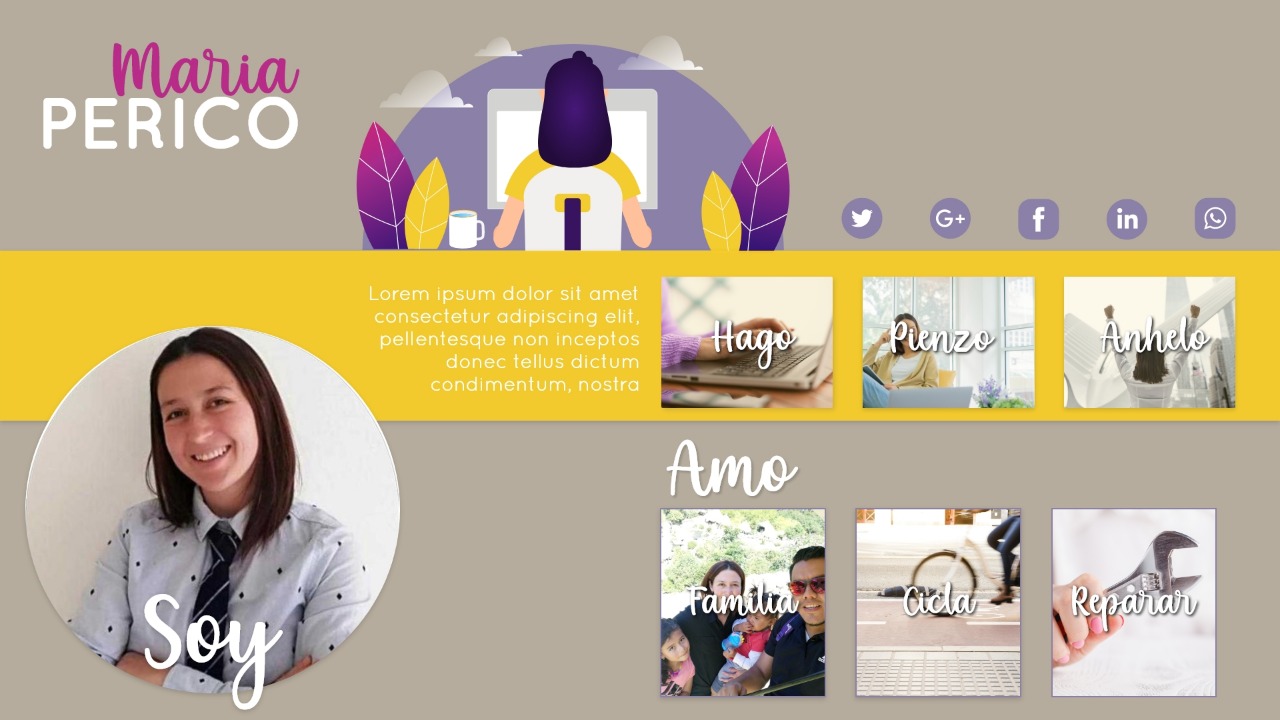 Maria
PERICO
G+
f
in
Lorem ipsum dolor sit amet
consectetur adipiscing elit,
pellentesque non inceptos
donec tellus dictum
condimentum, nostra
Hago
Pienzo
Anhelo
Soy
Amo
Familia
Cicla
Reparar